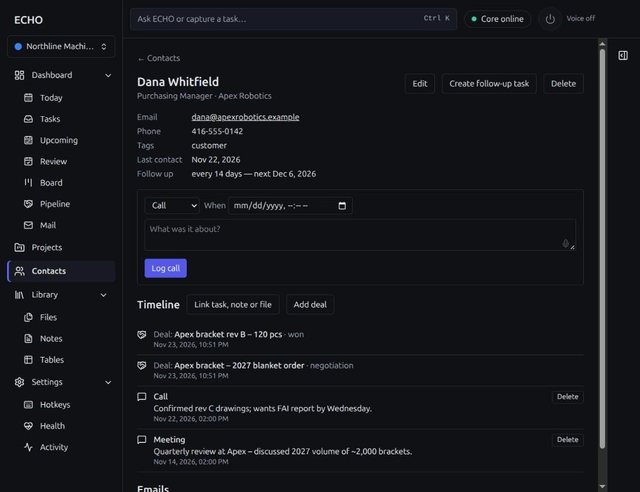 ECHO
Ask ECHO or capture a task…
Ctrl K
Core online
Voice off
Northline Machi…
Dashboard
Today
Tasks
Upcoming
Review
Board
Pipeline
Mail
Projects
Contacts
Library
Files
Notes
Tables
Settings
Hotkeys
Health
Activity
← Contacts
Dana Whitfield
Purchasing Manager · Apex Robotics
Edit
Create follow-up task
Delete
Email dana@apexrobotics.example
Phone 416-555-0142
Tags customer
Last contact Nov 22, 2026
Follow up every 14 days — next Dec 6, 2026
Call When mm/dd/yyyy, --:-- --
What was it about?
Log call
Timeline
Link task, note or file
Add deal
Deal: Apex bracket rev B – 120 pcs · won
Nov 23, 2026, 10:51 PM
Deal: Apex bracket – 2027 blanket order · negotiation
Nov 23, 2026, 10:51 PM
Call
Delete
Confirmed rev C drawings; wants FAI report by Wednesday.
Nov 22, 2026, 02:00 PM
Meeting
Delete
Quarterly review at Apex – discussed 2027 volume of ~2,000 brackets.
Nov 14, 2026, 02:00 PM
Emails